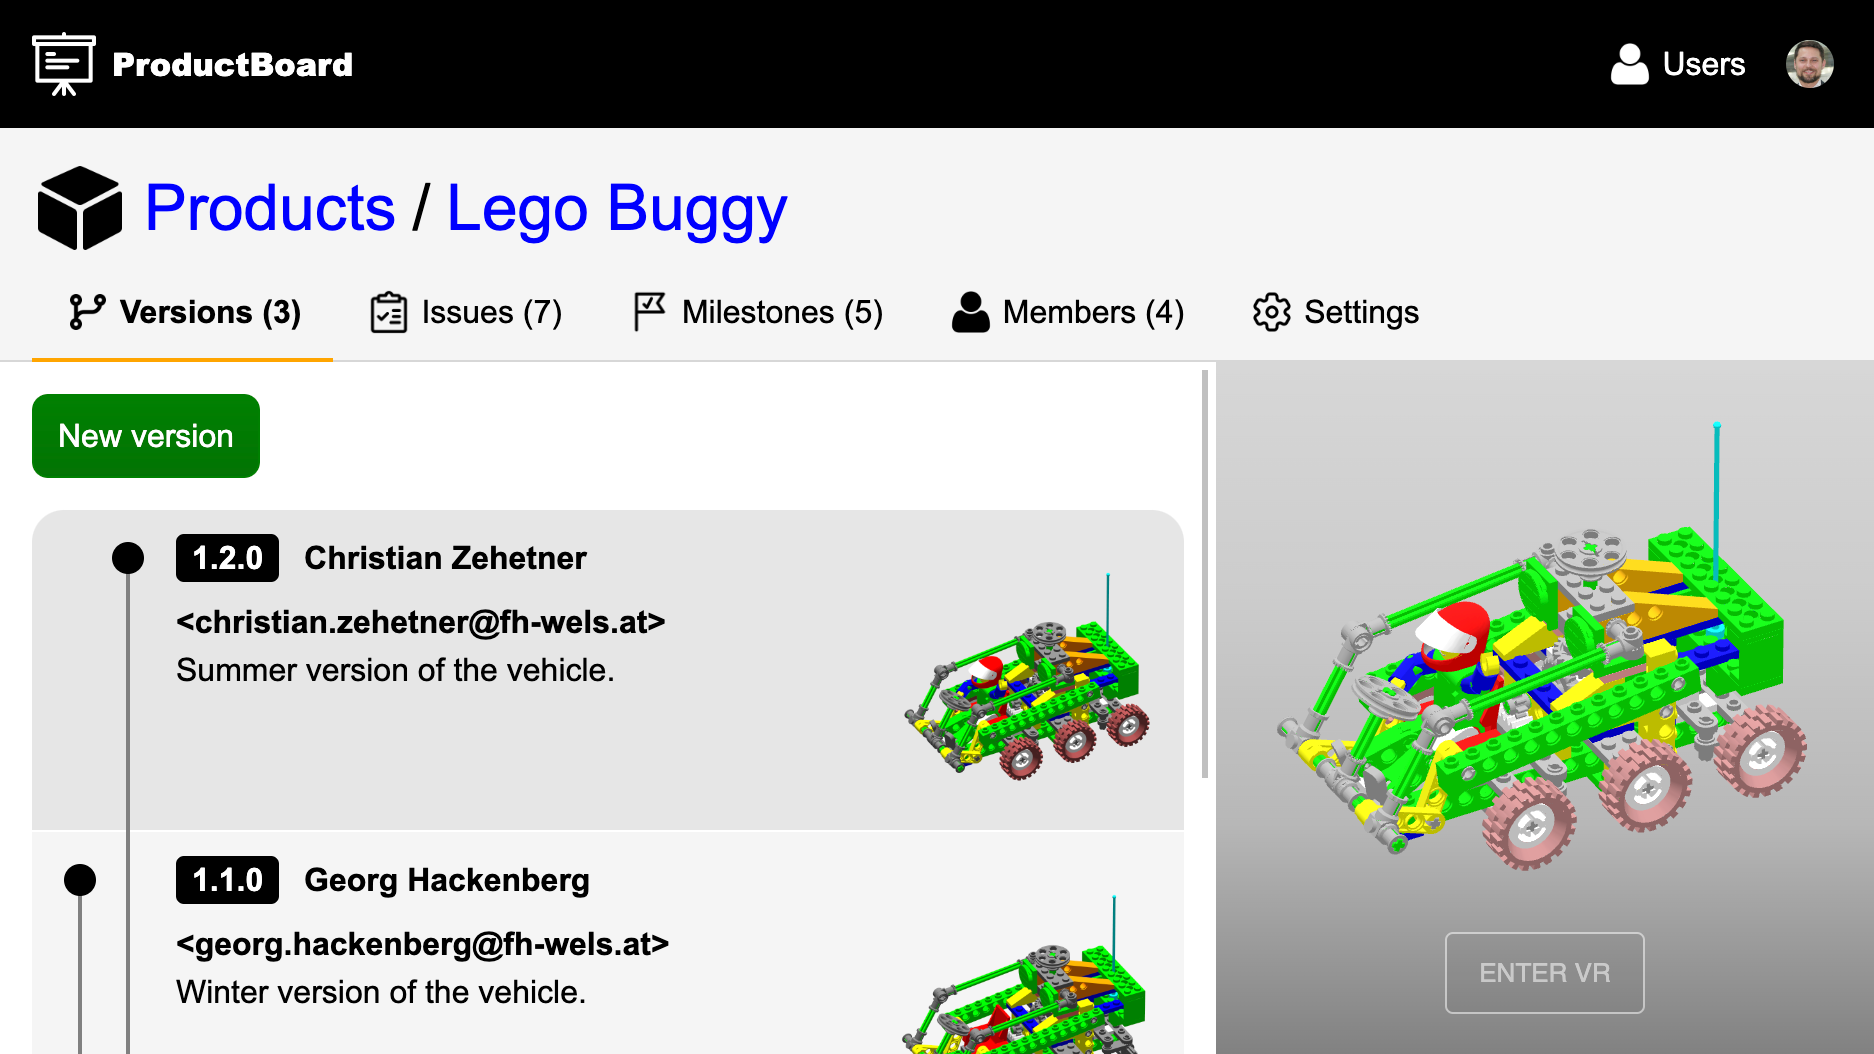 ProductBoard
Users
Products / Lego Buggy
Versions (3)
Issues (7)
Milestones (5)
Members (4)
Settings
New version
1.2.0 Christian Zehetner
<christian.zehetner@fh-wels.at>
Summer version of the vehicle.
1.1.0 Georg Hackenberg
<georg.hackenberg@fh-wels.at>
Winter version of the vehicle.
ENTER VR